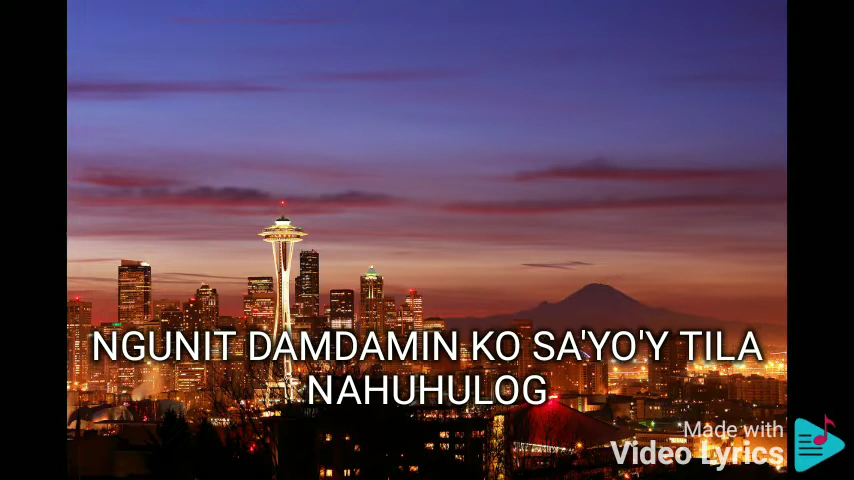 NGUNIT DAMDAMIN KO SA'YO'Y TILA
NAHUHULOG
Made with
Video Lyrics